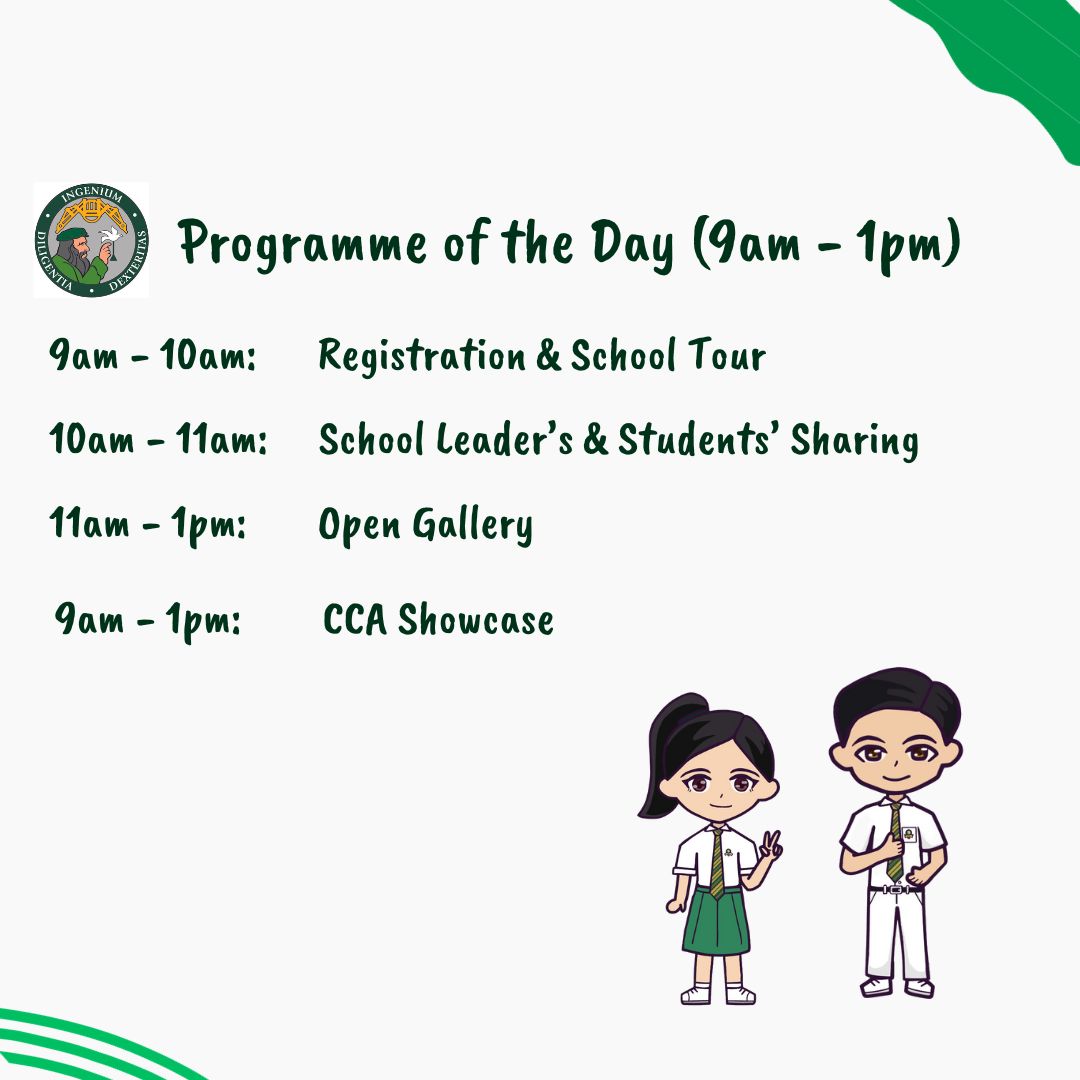 INGENIUM
DILIGENTIA
DEXTERITAS
Programme of the Day (9am - 1pm)
9am - 10am: Registration & School Tour
10am - 11am: School Leader’s & Students’ Sharing
11am - 1pm: Open Gallery
9am - 1pm: CCA Showcase